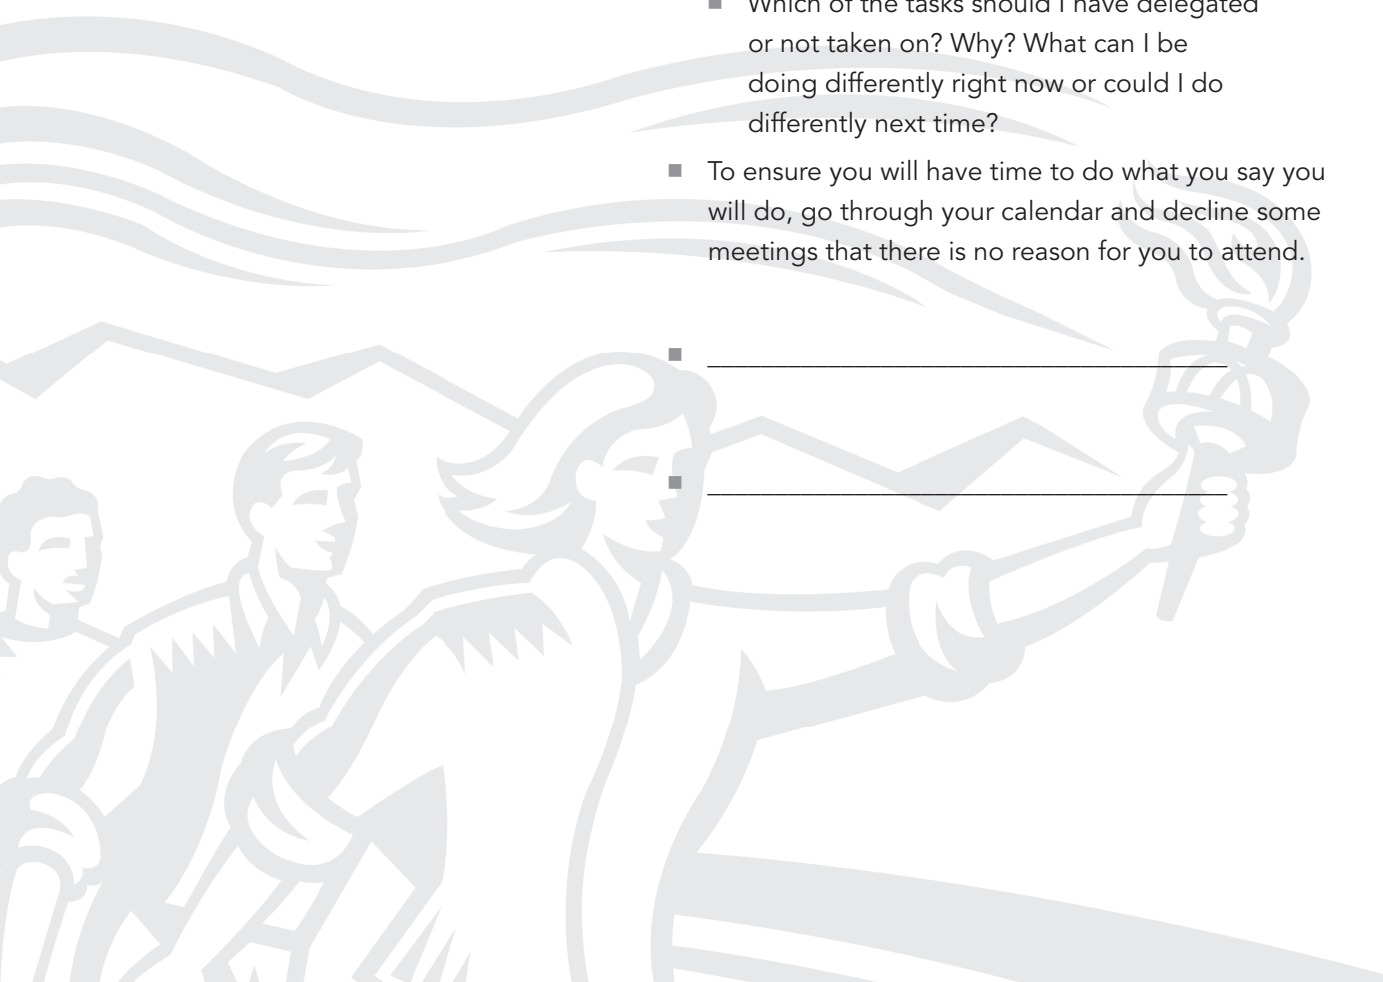 ■ Which of the tasks should I have delegated
or not taken on? Why? What can I be
doing differently right now or could I do
differently next time?
■ To ensure you will have time to do what you say you
will do, go through your calendar and decline some
meetings that there is no reason for you to attend.
■ _______________________________________
■ _______________________________________